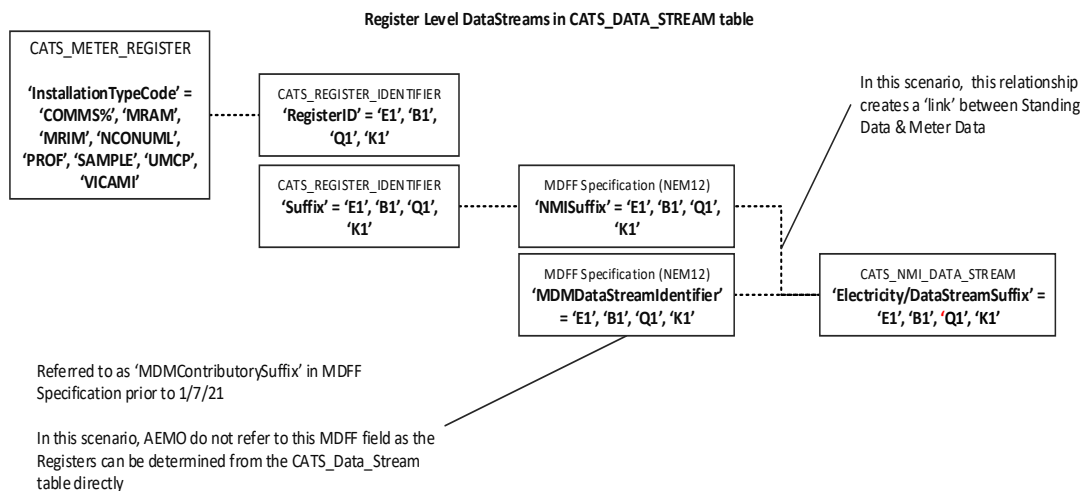 Register Level DataStreams in CATS_DATA_STREAM table
CATS_METER_REGISTER
‘InstallationTypeCode’ =
‘COMMS%’, ‘MRAM’,
‘MRIM’, ‘NCONUML’,
‘PROF’, ‘SAMPLE’, ‘UMCP’,
‘VICAMI’
CATS_REGISTER_IDENTIFIER
‘RegisterID’ = ‘E1’, ‘B1’,
‘Q1’, ‘K1’
In this scenario, this relationship
creates a ‘link’ between Standing
Data & Meter Data
CATS_REGISTER_IDENTIFIER
‘Suffix’ = ‘E1’, ‘B1’, ‘Q1’,
‘K1’
MDFF Specification (NEM12)
‘NMISuffix’ = ‘E1’, ‘B1’, ‘Q1’,
‘K1’
MDFF Specification (NEM12)
‘MDMDataStreamIdentifier’
= ‘E1’, ‘B1’, ‘Q1’, ‘K1’
CATS_NMI_DATA_STREAM
‘Electricity/DataStreamSuffix’ =
‘E1’, ‘B1’, ‘Q1’, ‘K1’
Referred to as ‘MDMContributorySuffix’ in MDFF
Specification prior to 1/7/21
In this scenario, AEMO do not refer to this MDFF field as the
Registers can be determined from the CATS_Data_Stream
table directly